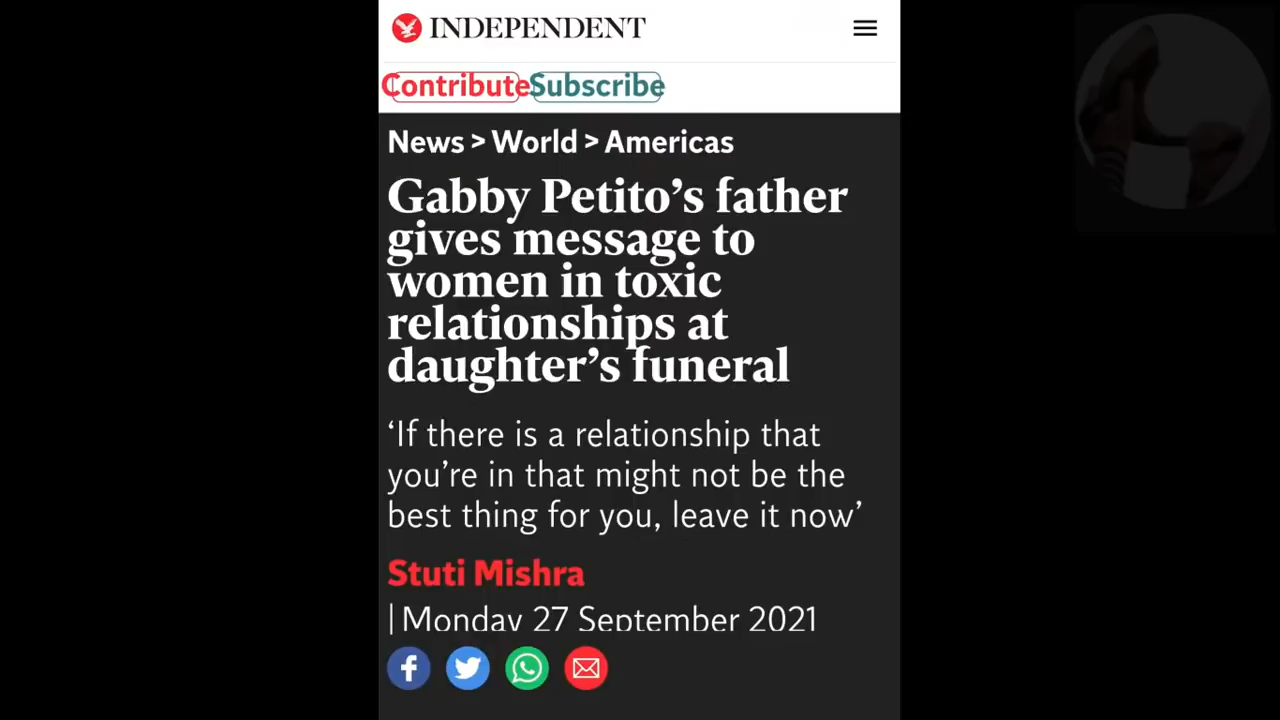 INDEPENDENT
Contribute Subscribe
News > World > Americas
Gabby Petito’s father
gives message to
women in toxic
relationships at
daughter’s funeral
‘If there is a relationship that
you’re in that might not be the
best thing for you, leave it now’
Stuti Mishra
| Monday 27 September 2021